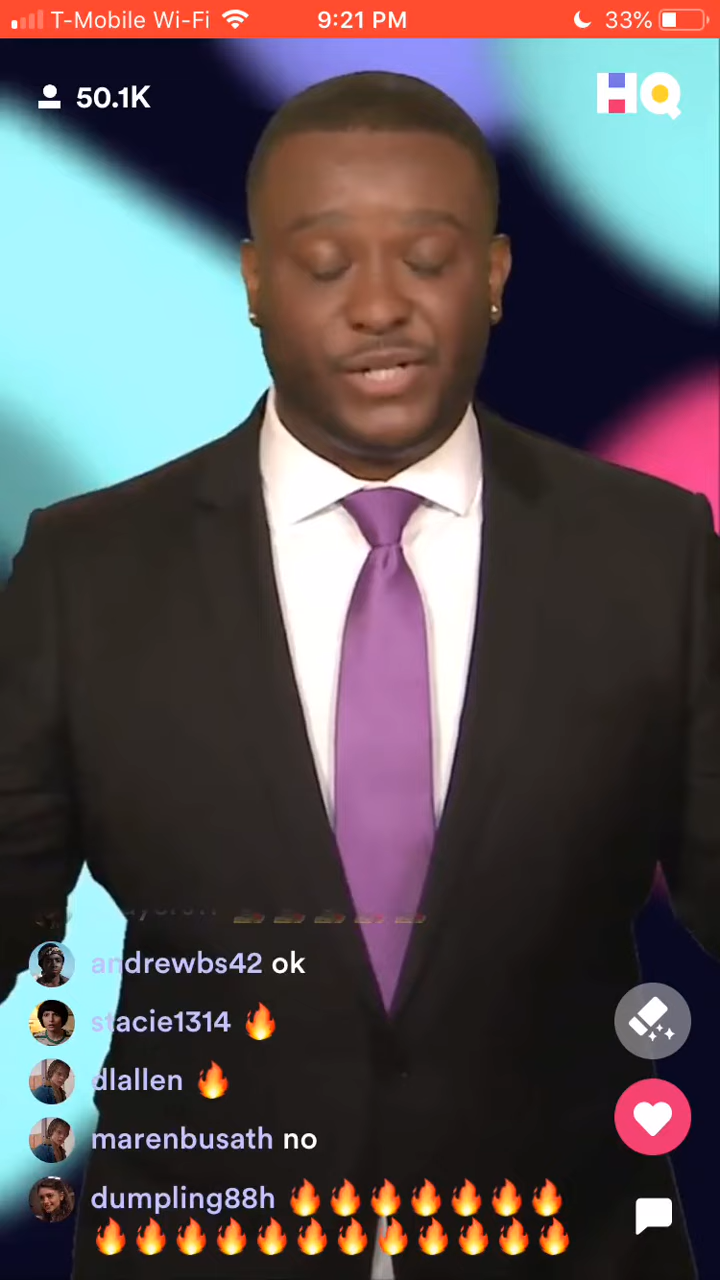 T-Mobile Wi-Fi 9:21 PM 33%
50.1K HQ
andrewbs42 ok
stacie1314 🔥
dlallen 🔥
marenbusath no
dumpling88h 🔥🔥🔥🔥🔥🔥🔥
🔥🔥🔥🔥🔥🔥🔥🔥🔥🔥🔥🔥